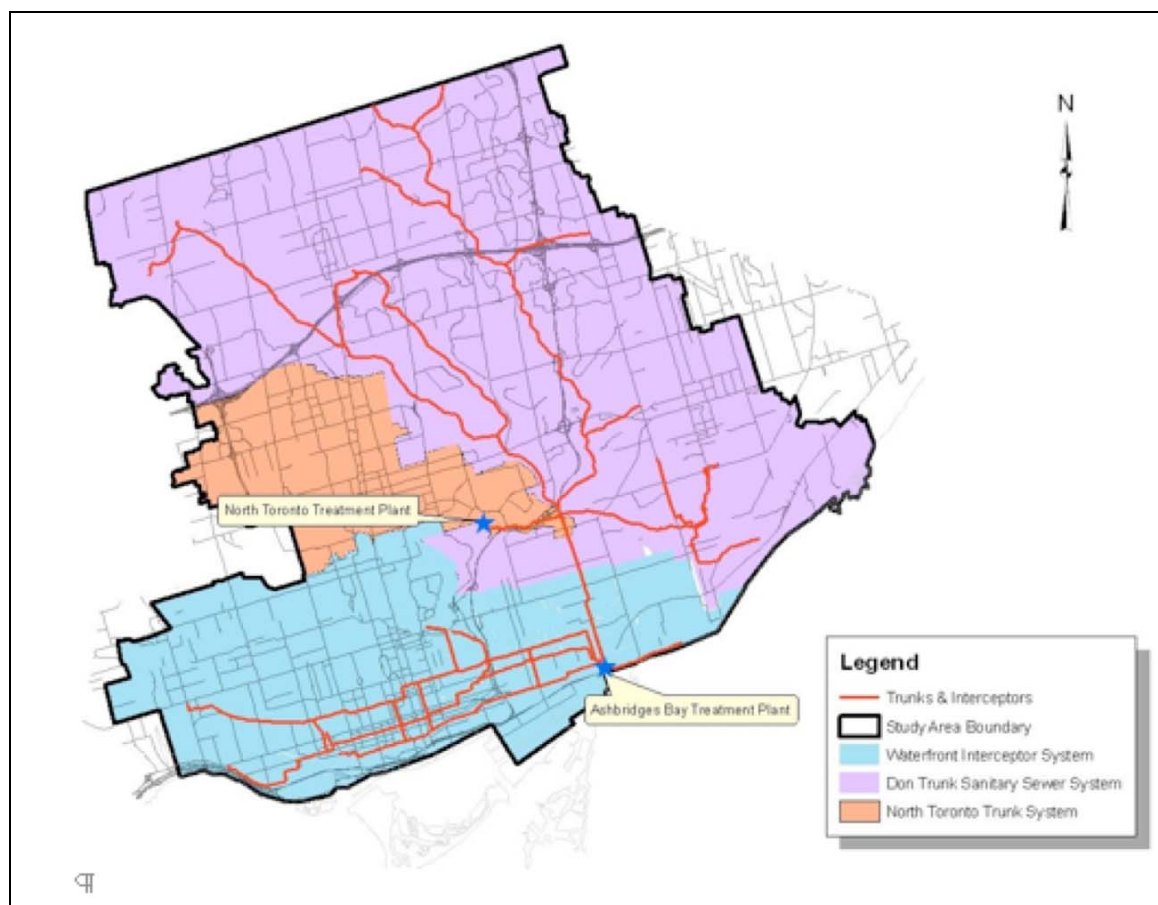 N
North Toronto Treatment Plant
Ashbridges Bay Treatment Plant
Legend
Trunks & Interceptors
Study Area Boundary
Waterfront Interceptor System
Don Trunk Sanitary Sewer System
North Toronto Trunk System
¶